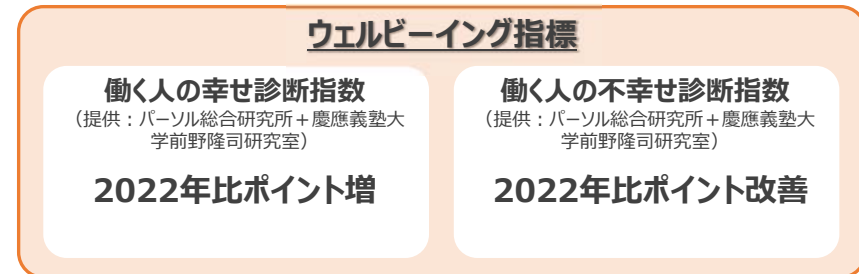 ウェルビーイング指標
働く人の幸せ診断指数
（提供：パーソル総合研究所＋慶應義塾大
学前野隆司研究室）
2022年比ポイント増
働く人の不幸せ診断指数
（提供：パーソル総合研究所＋慶應義塾大
学前野隆司研究室）
2022年比ポイント改善